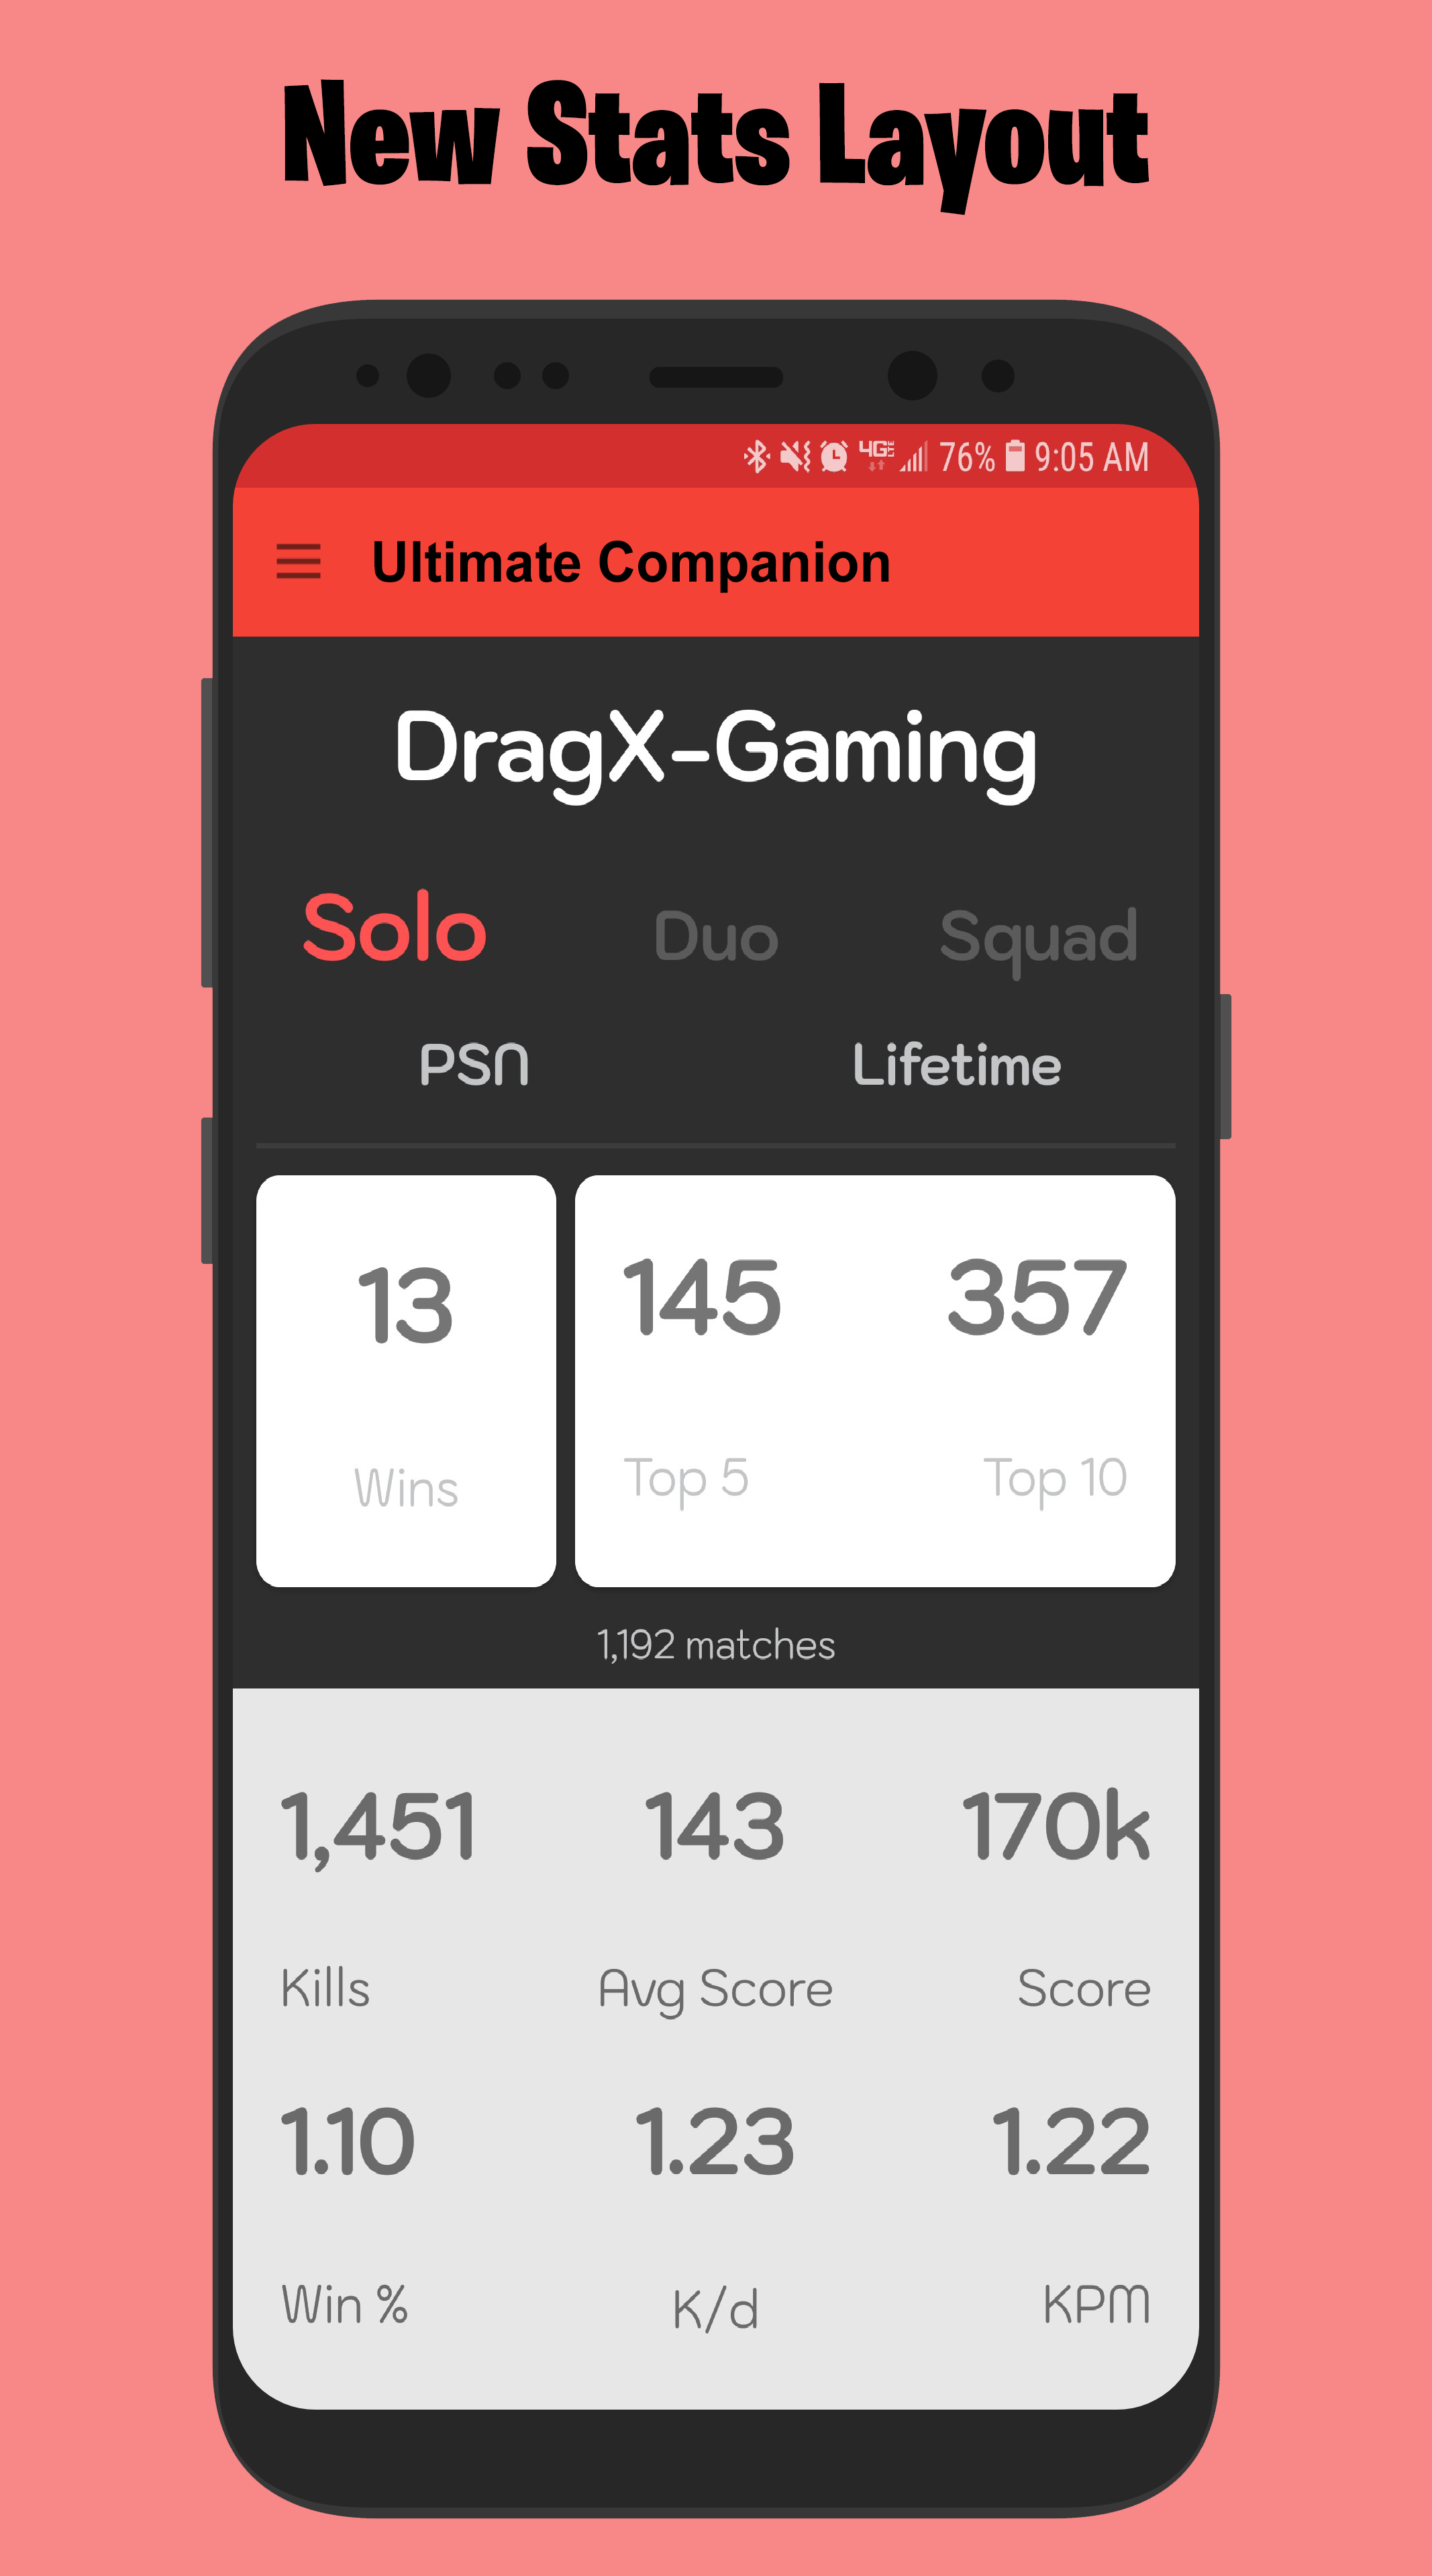 New Stats Layout
4G LTE 76% 9:05 AM
Ultimate Companion
DragX-Gaming
Solo Duo Squad
PSN Lifetime
13 145 357
Wins Top 5 Top 10
1,192 matches
1,451 143 170k
Kills Avg Score Score
1.10 1.23 1.22
Win % K/d KPM